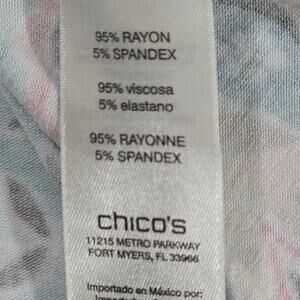 95% RAYON
5% SPANDEX
95% viscosa
5% elastano
95% RAYONNE
5% SPANDEX
chico's
11215 METRO PARKWAY
FORT MYERS, FL 33966
Importado en México por: